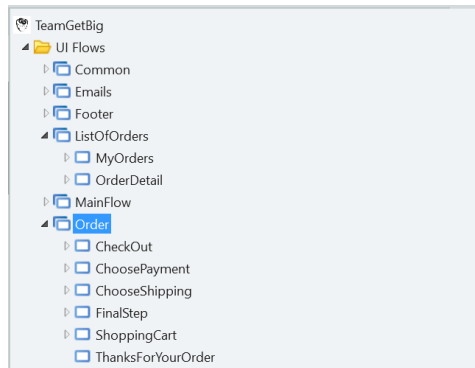 TeamGetBig
UI Flows
Common
Emails
Footer
ListOfOrders
MyOrders
OrderDetail
MainFlow
Order
CheckOut
ChoosePayment
ChooseShipping
FinalStep
ShoppingCart
ThanksForYourOrder